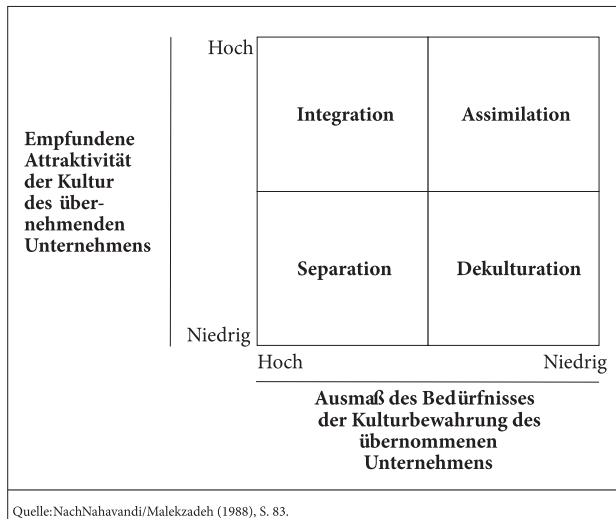 Hoch
Integration
Assimilation
Empfundene
Attraktivität
der Kultur
des über-
nehmenden
Unternehmens
Separation
Dekulturation
Niedrig
Hoch
Niedrig
Ausmaß des Bedürfnisses
der Kulturbewahrung des
übernommenen
Unternehmens
Quelle:NachNahavandi/Malekzadeh (1988), S. 83.